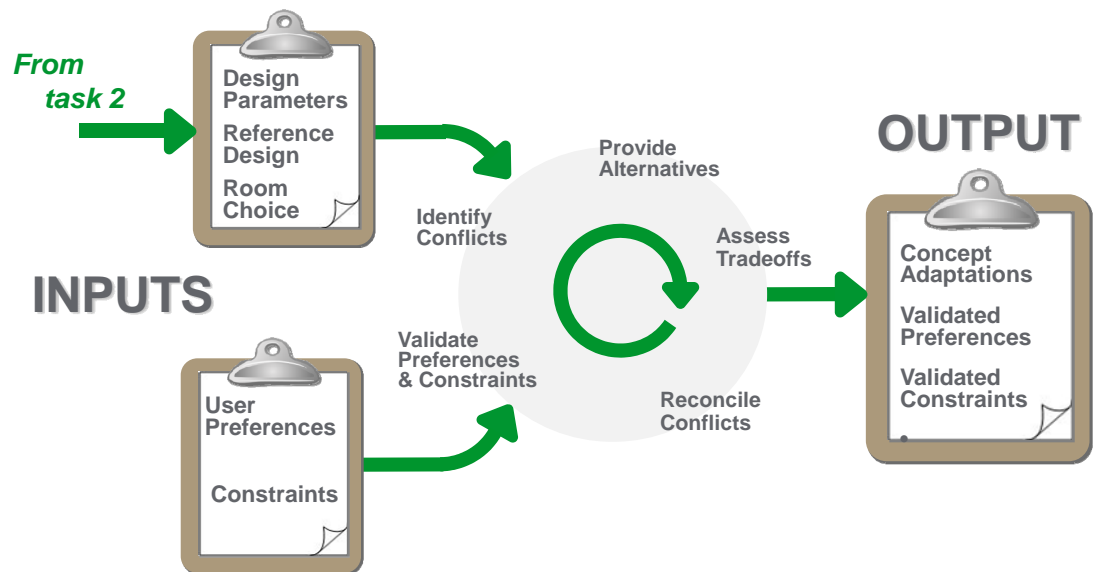 From
task 2
Design
Parameters
Reference
Design
Room
Choice
INPUTS
User
Preferences
Constraints
Identify
Conflicts
Provide
Alternatives
Assess
Tradeoffs
Validate
Preferences
& Constraints
Reconcile
Conflicts
OUTPUT
Concept
Adaptations
Validated
Preferences
Validated
Constraints